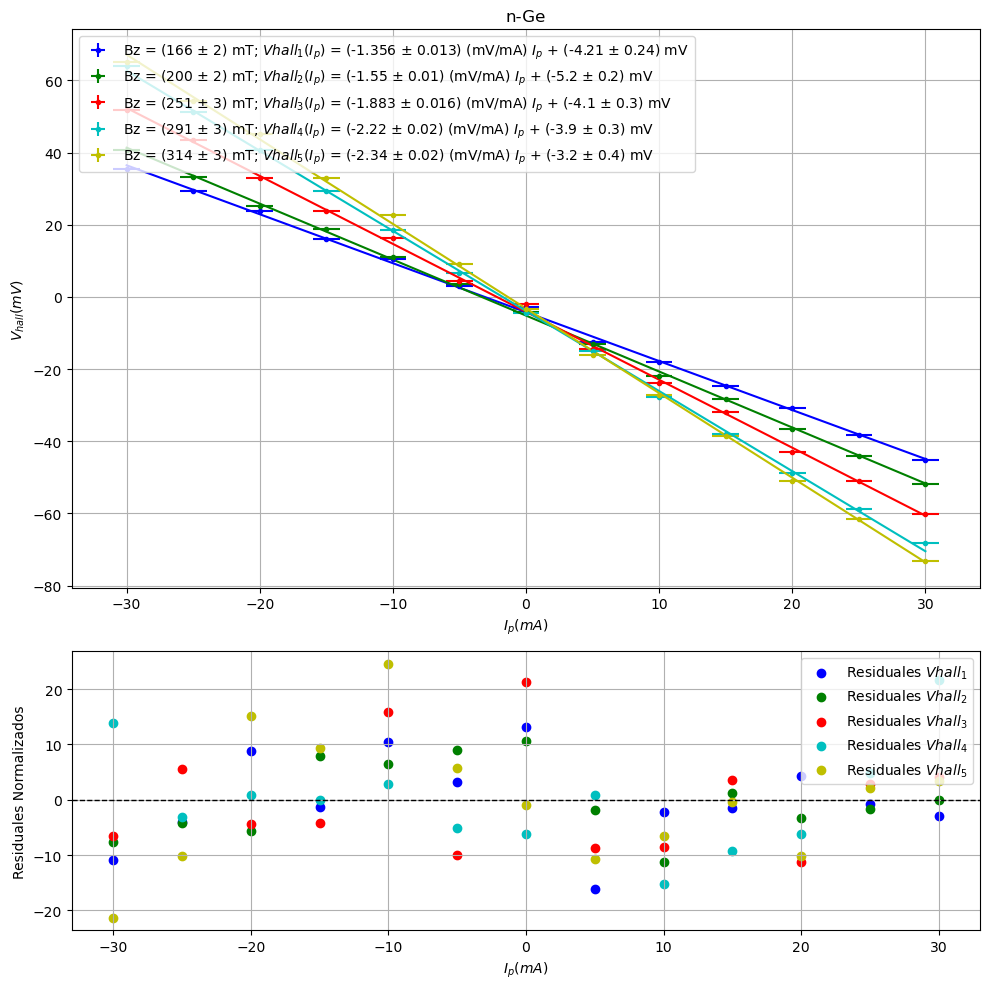 n-Ge
Bz = (166 ± 2) mT; Vhall₁(Iₚ) = (-1.356 ± 0.013) (mV/mA) Iₚ + (-4.21 ± 0.24) mV
Bz = (200 ± 2) mT; Vhall₂(Iₚ) = (-1.55 ± 0.01) (mV/mA) Iₚ + (-5.2 ± 0.2) mV
Bz = (251 ± 3) mT; Vhall₃(Iₚ) = (-1.883 ± 0.016) (mV/mA) Iₚ + (-4.1 ± 0.3) mV
Bz = (291 ± 3) mT; Vhall₄(Iₚ) = (-2.22 ± 0.02) (mV/mA) Iₚ + (-3.9 ± 0.3) mV
Bz = (314 ± 3) mT; Vhall₅(Iₚ) = (-2.34 ± 0.02) (mV/mA) Iₚ + (-3.2 ± 0.4) mV
60
40
20
0
−20
−40
−60
−80
V_hall(mV)
−30 −20 −10 0 10 20 30
Iₚ(mA)
Residuales Vhall₁
Residuales Vhall₂
Residuales Vhall₃
Residuales Vhall₄
Residuales Vhall₅
20
10
0
−10
−20
Residuales Normalizados
−30 −20 −10 0 10 20 30
Iₚ(mA)